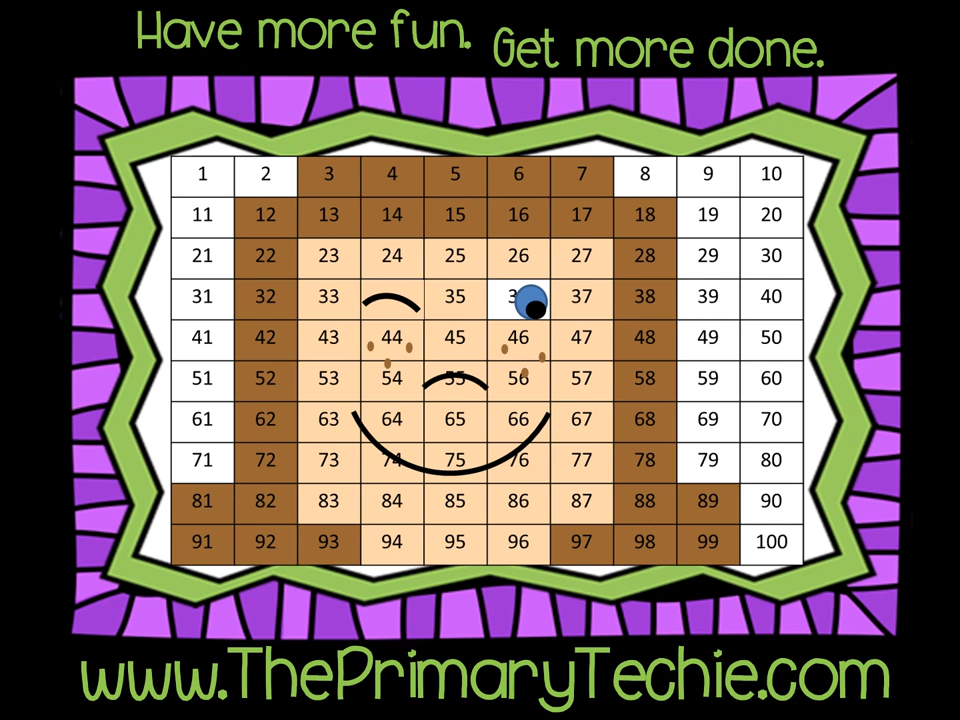 Have more fun. Get more done.
1 2 3 4 5 6 7 8 9 10
11 12 13 14 15 16 17 18 19 20
21 22 23 24 25 26 27 28 29 30
31 32 33 35 37 38 39 40
41 42 43 44 45 46 47 48 49 50
51 52 53 54 55 56 57 58 59 60
61 62 63 64 65 66 67 68 69 70
71 72 73 74 75 76 77 78 79 80
81 82 83 84 85 86 87 88 89 90
91 92 93 94 95 96 97 98 99 100
www.ThePrimaryTechie.com